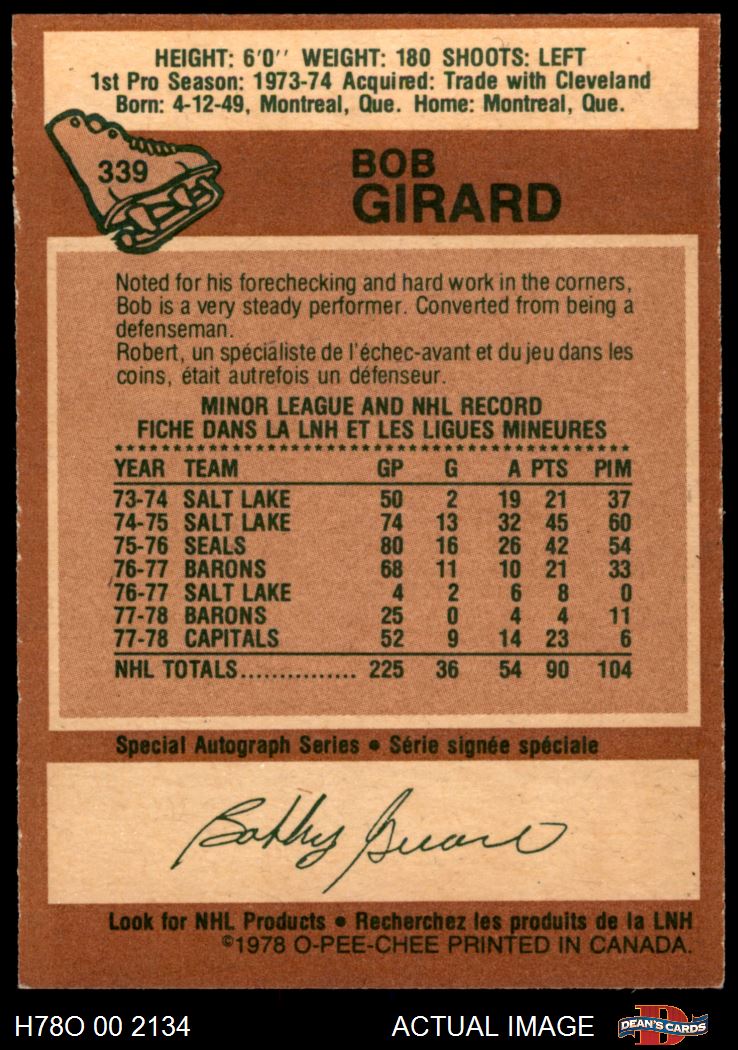 HEIGHT: 6'0'' WEIGHT: 180 SHOOTS: LEFT
1st Pro Season: 1973-74 Acquired: Trade with Cleveland
Born: 4-12-49, Montreal, Que. Home: Montreal, Que.
339
BOB
GIRARD
Noted for his forechecking and hard work in the corners,
Bob is a very steady performer. Converted from being a
defenseman.
Robert, un spécialiste de l'échec-avant et du jeu dans les
coins, était autrefois un défenseur.
MINOR LEAGUE AND NHL RECORD
FICHE DANS LA LNH ET LES LIGUES MINEURES
YEAR TEAM GP G A PTS PIM
73-74 SALT LAKE 50 2 19 21 37
74-75 SALT LAKE 74 13 32 45 60
75-76 SEALS 80 16 26 42 54
76-77 BARONS 68 11 10 21 33
76-77 SALT LAKE 4 2 6 8 0
77-78 BARONS 25 0 4 4 11
77-78 CAPITALS 52 9 14 23 6
NHL TOTALS............... 225 36 54 90 104
Special Autograph Series • Série signée spéciale
Bobby Girard
Look for NHL Products • Recherchez les produits de la LNH
©1978 O-PEE-CHEE PRINTED IN CANADA.
H78O 00 2134 ACTUAL IMAGE D DEAN'S CARDS